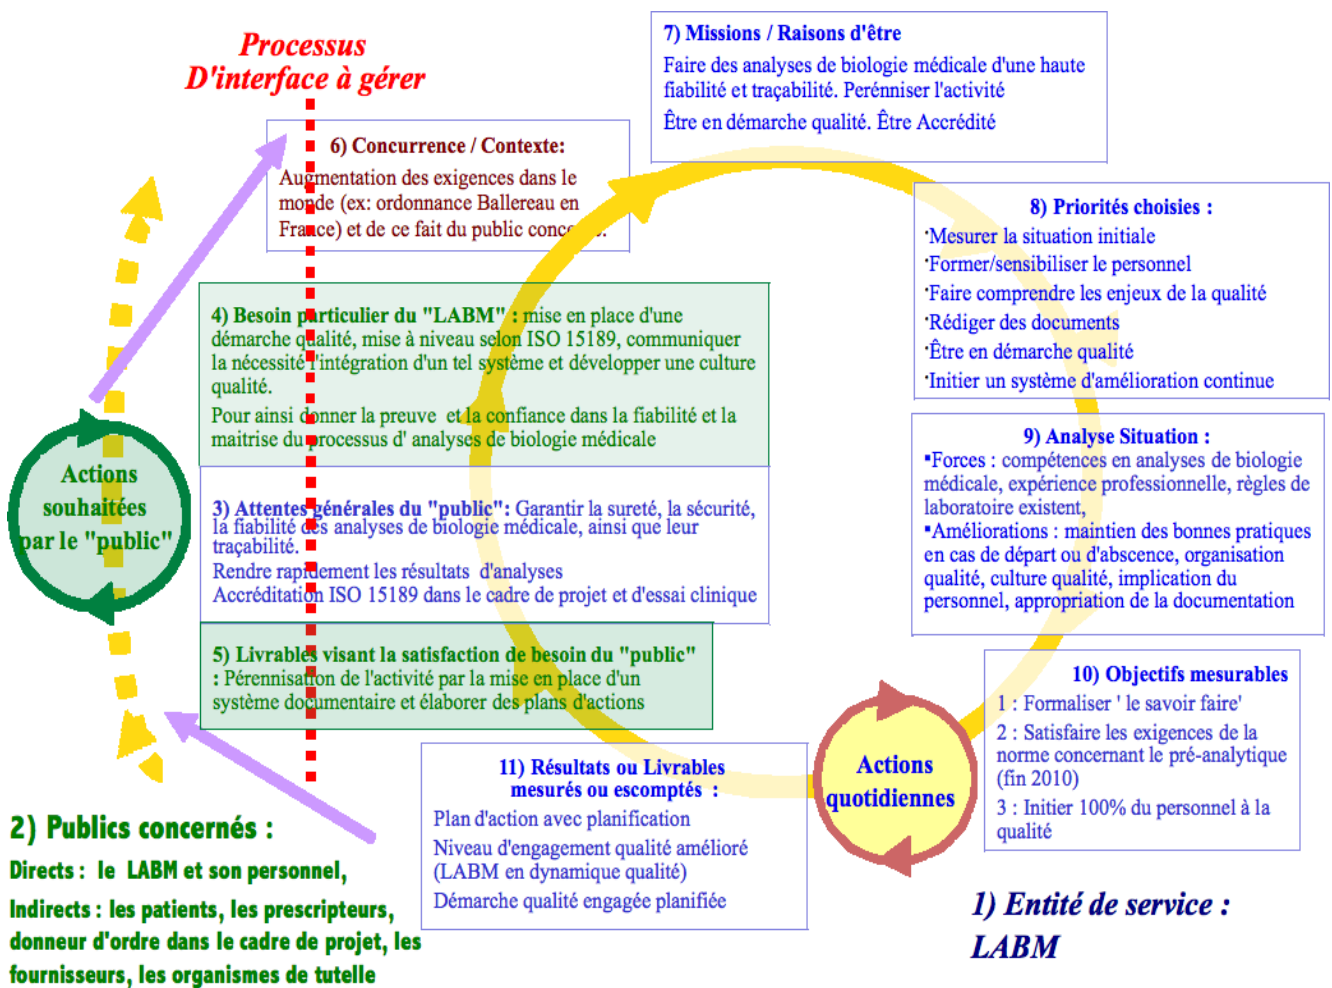 Processus
D'interface à gérer
7) Missions / Raisons d'être
Faire des analyses de biologie médicale d'une haute
fiabilité et traçabilité. Perénniser l'activité
Être en démarche qualité. Être Accrédité
6) Concurrence / Contexte:
Augmentation des exigences dans le
monde (ex: ordonnance Ballereau en
France) et de ce fait du public
8) Priorités choisies :
·Mesurer la situation initiale
·Former/sensibiliser le personnel
·Faire comprendre les enjeux de la qualité
·Rédiger des documents
·Être en démarche qualité
·Initier un système d'amélioration continue
4) Besoin particulier du "LABM" : mise en place d'une
démarche qualité, mise à niveau selon ISO 15189, communiquer
la nécessité l'intégration d'un tel système et développer une culture
qualité.
Pour ainsi donner la preuve et la confiance dans la fiabilité et la
maitrise du processus d' analyses de biologie médicale
9) Analyse Situation :
▪Forces : compétences en analyses de biologie
médicale, expérience professionnelle, règles de
laboratoire existent,
▪Améliorations : maintien des bonnes pratiques
en cas de départ ou d'abscence, organisation
qualité, culture qualité, implication du
personnel, appropriation de la documentation
Actions
souhaitées
par le "public"
3) Attentes générales du "public": Garantir la sureté, la sécurité,
la fiabilité des analyses de biologie médicale, ainsi que leur
traçabilité.
Rendre rapidement les résultats d'analyses
Accréditation ISO 15189 dans le cadre de projet et d'essai clinique
5) Livrables visant la satisfaction de besoin du "public"
: Pérennisation de l'activité par la mise en place d'un
système documentaire et élaborer des plans d'actions
10) Objectifs mesurables
1 : Formaliser ' le savoir faire'
2 : Satisfaire les exigences de la
norme concernant le pré-analytique
(fin 2010)
3 : Initier 100% du personnel à la
qualité
Actions
quotidiennes
11) Résultats ou Livrables
mesurés ou escomptés :
Plan d'action avec planification
Niveau d'engagement qualité amélioré
(LABM en dynamique qualité)
Démarche qualité engagée planifiée
2) Publics concernés :
Directs : le LABM et son personnel,
Indirects : les patients, les prescripteurs,
donneur d'ordre dans le cadre de projet, les
fournisseurs, les organismes de tutelle
1) Entité de service :
LABM